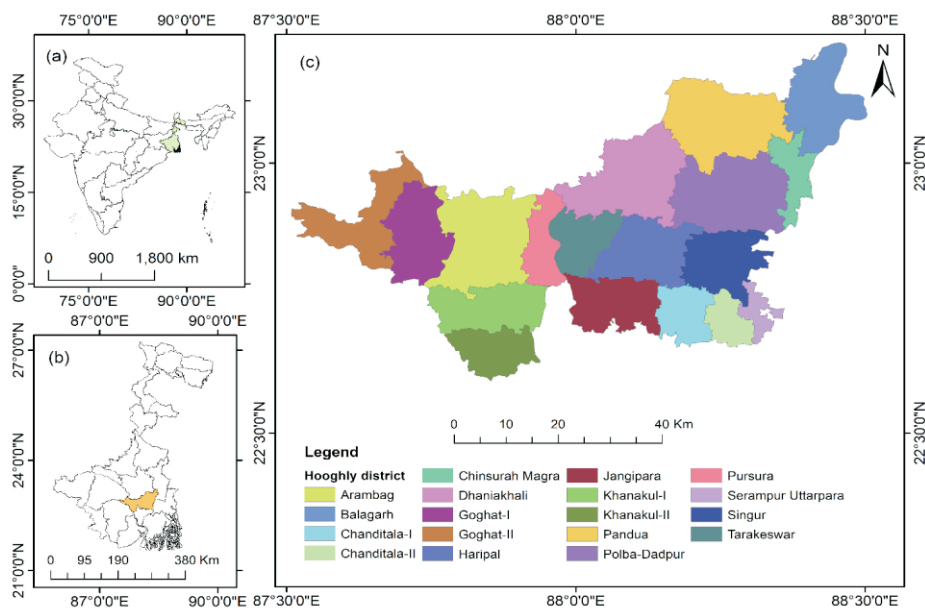 75°0'0"E 90°0'0"E
(a)
30°0'0"N
15°0'0"N
0°0'0"
0 900 1,800 km
75°0'0"E 90°0'0"E
87°0'0"E 90°0'0"E
(b)
27°0'0"N
24°0'0"N
21°0'0"N
0 95 190 380 Km
87°0'0"E 90°0'0"E
87°30'0"E 88°0'0"E 88°30'0"E
(c)
N
23°0'0"N
22°30'0"N
23°0'0"N
22°30'0"N
0 10 20 40 Km
Legend
Hooghly district
Arambag
Balagarh
Chanditala-I
Chanditala-II
Chinsurah Magra
Dhaniakhali
Goghat-I
Goghat-II
Haripal
Jangipara
Khanakul-I
Khanakul-II
Pandua
Polba-Dadpur
Pursura
Serampur Uttarpara
Singur
Tarakeswar
87°30'0"E 88°0'0"E 88°30'0"E